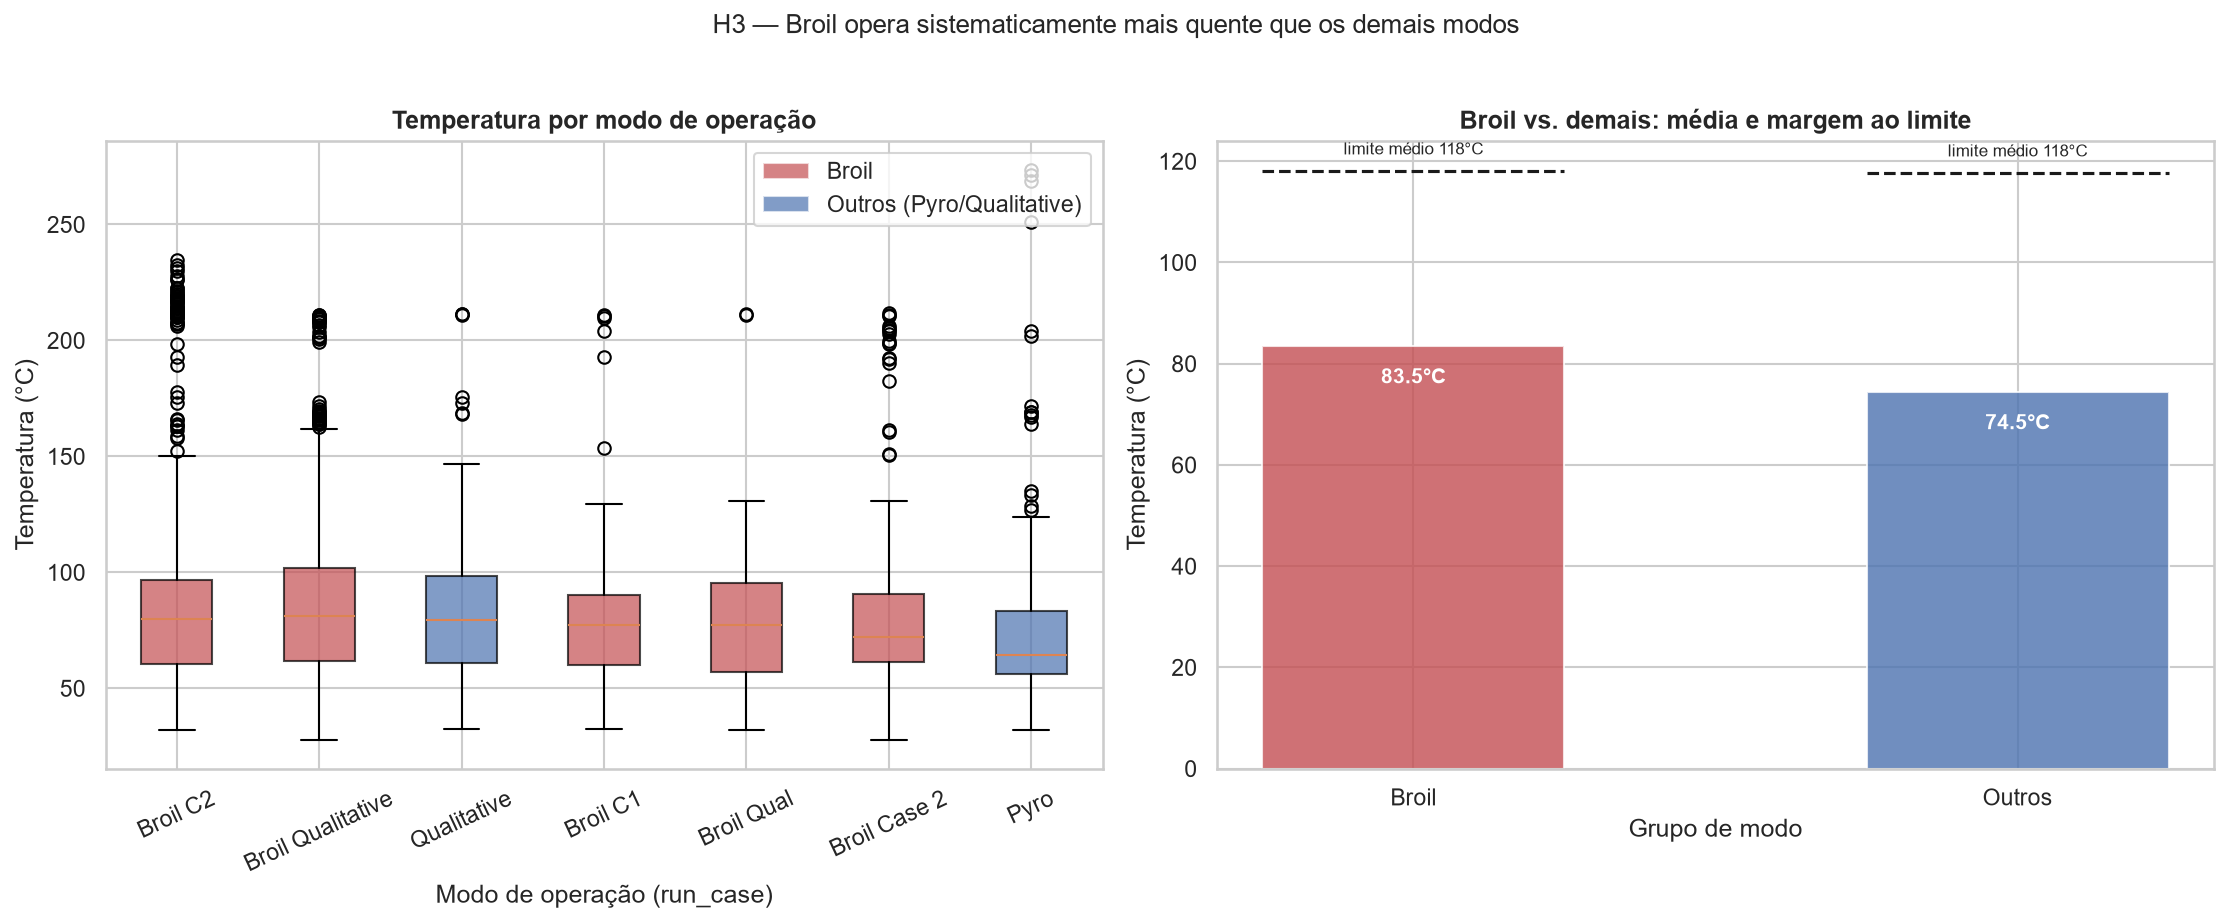 H3 — Broil opera sistematicamente mais quente que os demais modos
Temperatura por modo de operação
Broil
Outros (Pyro/Qualitative)
Temperatura (°C)
250
200
150
100
50
Broil C2
Broil Qualitative
Qualitative
Broil C1
Broil Qual
Broil Case 2
Pyro
Modo de operação (run_case)
Broil vs. demais: média e margem ao limite
limite médio 118°C
limite médio 118°C
Temperatura (°C)
120
100
80
60
40
20
0
83.5°C
74.5°C
Broil
Outros
Grupo de modo